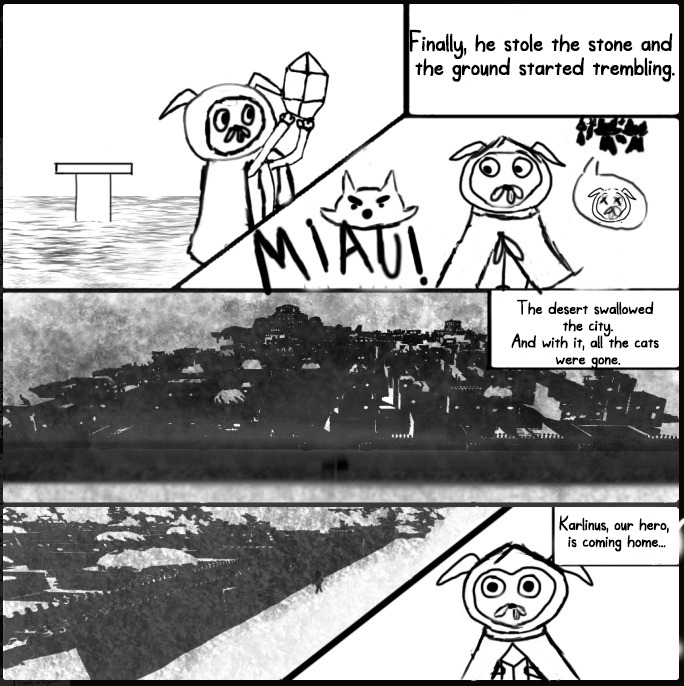 Finally, he stole the stone and
the ground started trembling.
MIAU!
The desert swallowed
the city.
And with it, all the cats
were gone.
Karlinus, our hero,
is coming home...